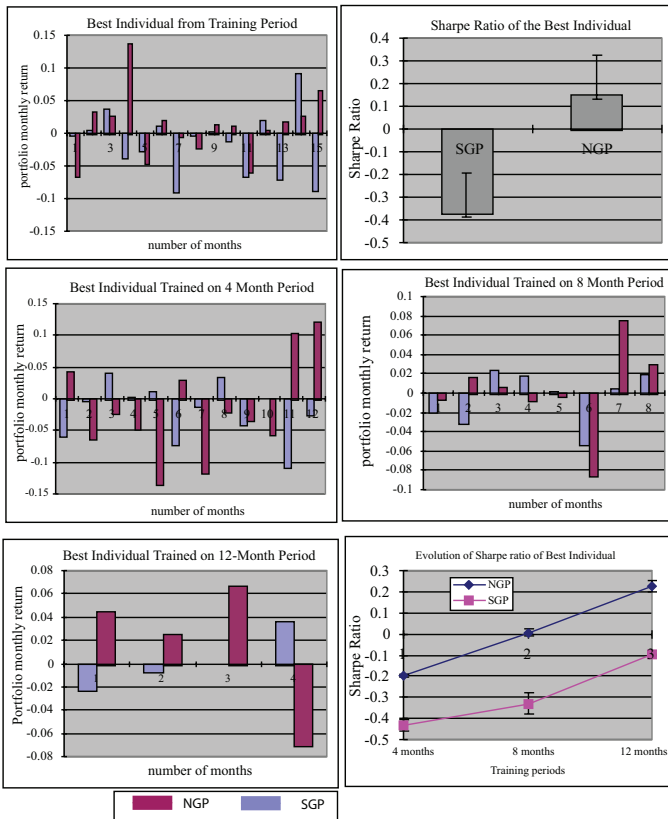 Best Individual from Training Period
portfolio monthly return
0.15
0.1
0.05
0
-0.05
-0.1
-0.15
1 3 5 7 9 11 13 15
number of months
Sharpe Ratio of the Best Individual
Sharpe Ratio
0.4
0.3
0.2
0.1
0
-0.1
-0.2
-0.3
-0.4
-0.5
SGP NGP
Best Individual Trained on 4 Month Period
portfolio monthly return
0.15
0.1
0.05
0
-0.05
-0.1
-0.15
1 2 3 4 5 6 7 8 9 10 11 12
number of months
Best Individual Trained on 8 Month Period
portfolio monthly return
0.1
0.08
0.06
0.04
0.02
0
-0.02
-0.04
-0.06
-0.08
-0.1
1 2 3 4 5 6 7 8
number of months
Best Individual Trained on 12-Month Period
Portfolio monthly return
0.08
0.06
0.04
0.02
0
-0.02
-0.04
-0.06
-0.08
1 2 3 4
number of months
Evolution of Sharpe ratio of Best Individual
Sharpe Ratio
0.3
0.2
0.1
0
-0.1
-0.2
-0.3
-0.4
-0.5
NGP
SGP
1 2 3
4 months 8 months 12 months
Training periods
NGP SGP